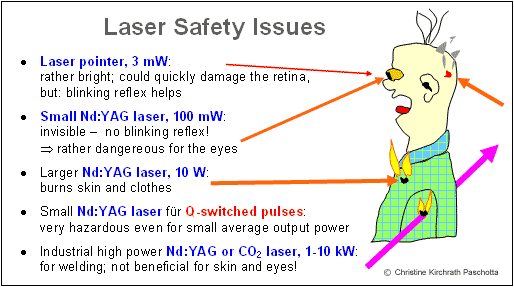 Laser Safety Issues
● Laser pointer, 3 mW:
rather bright; could quickly damage the retina,
but: blinking reflex helps
● Small Nd:YAG laser, 100 mW:
invisible – no blinking reflex!
⇒ rather dangereous for the eyes
● Larger Nd:YAG laser, 10 W:
burns skin and clothes
● Small Nd:YAG laser für Q-switched pulses:
very hazardous even for small average output power
● Industrial high power Nd:YAG or CO₂ laser, 1-10 kW:
for welding; not beneficial for skin and eyes!
© Christine Kirchrath Paschotta